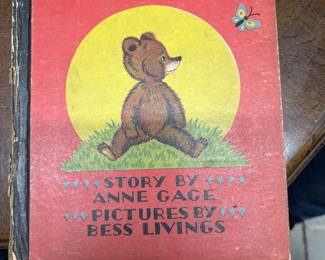 STORY BY
ANNE GAGE
PICTURES BY
BESS LIVINGS